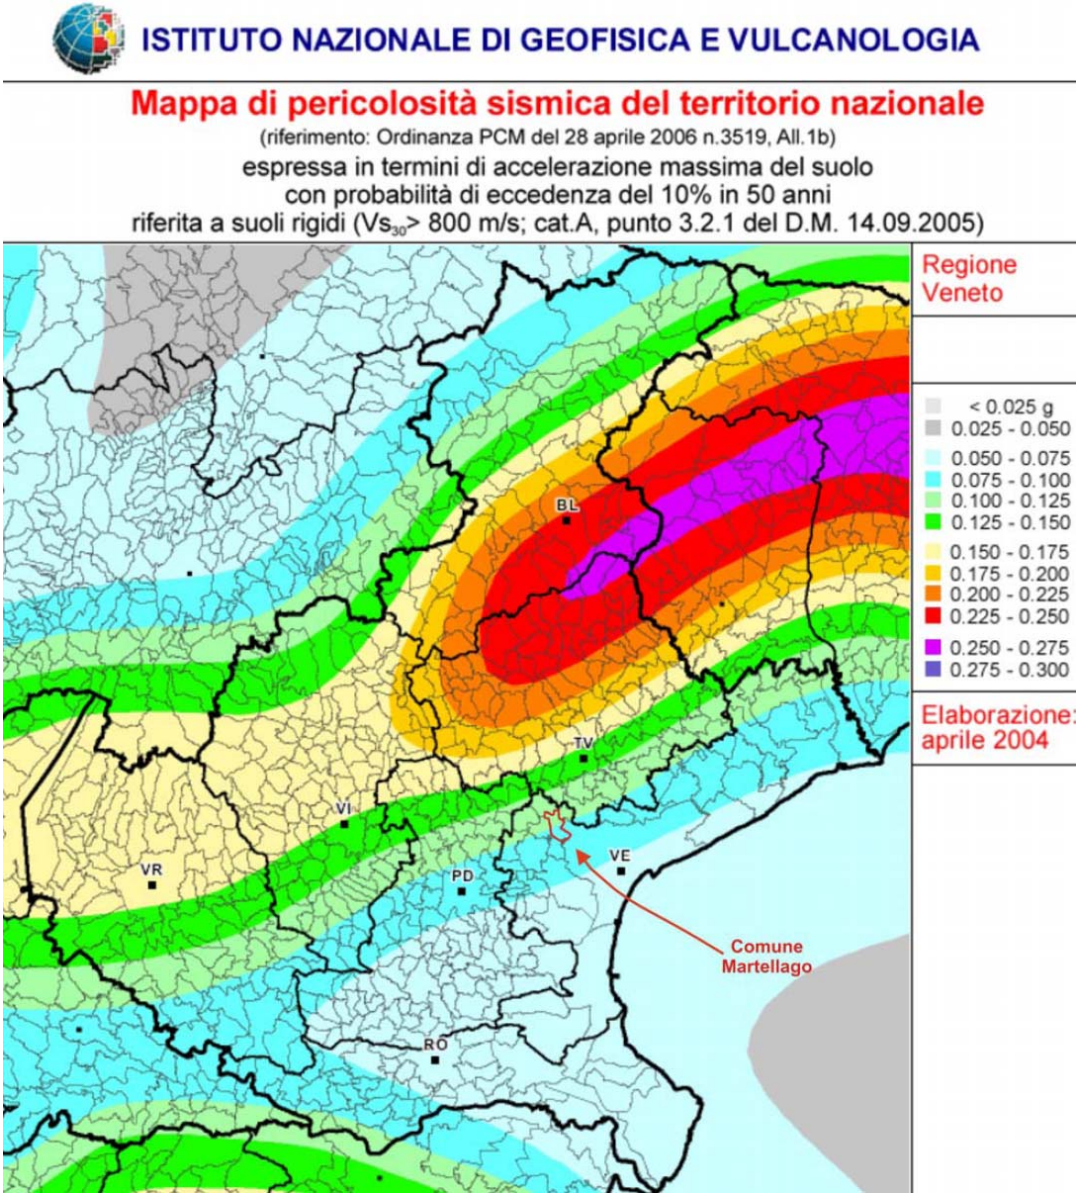 ISTITUTO NAZIONALE DI GEOFISICA E VULCANOLOGIA
Mappa di pericolosità sismica del territorio nazionale
(riferimento: Ordinanza PCM del 28 aprile 2006 n.3519, All.1b)
espressa in termini di accelerazione massima del suolo
con probabilità di eccedenza del 10% in 50 anni
riferita a suoli rigidi (Vs30> 800 m/s; cat.A, punto 3.2.1 del D.M. 14.09.2005)
Regione
Veneto
< 0.025 g
0.025 - 0.050
0.050 - 0.075
0.075 - 0.100
0.100 - 0.125
0.125 - 0.150
0.150 - 0.175
0.175 - 0.200
0.200 - 0.225
0.225 - 0.250
0.250 - 0.275
0.275 - 0.300
Elaborazione:
aprile 2004
BL
TV
VI
VR
PD
VE
Comune
Martellago
RO